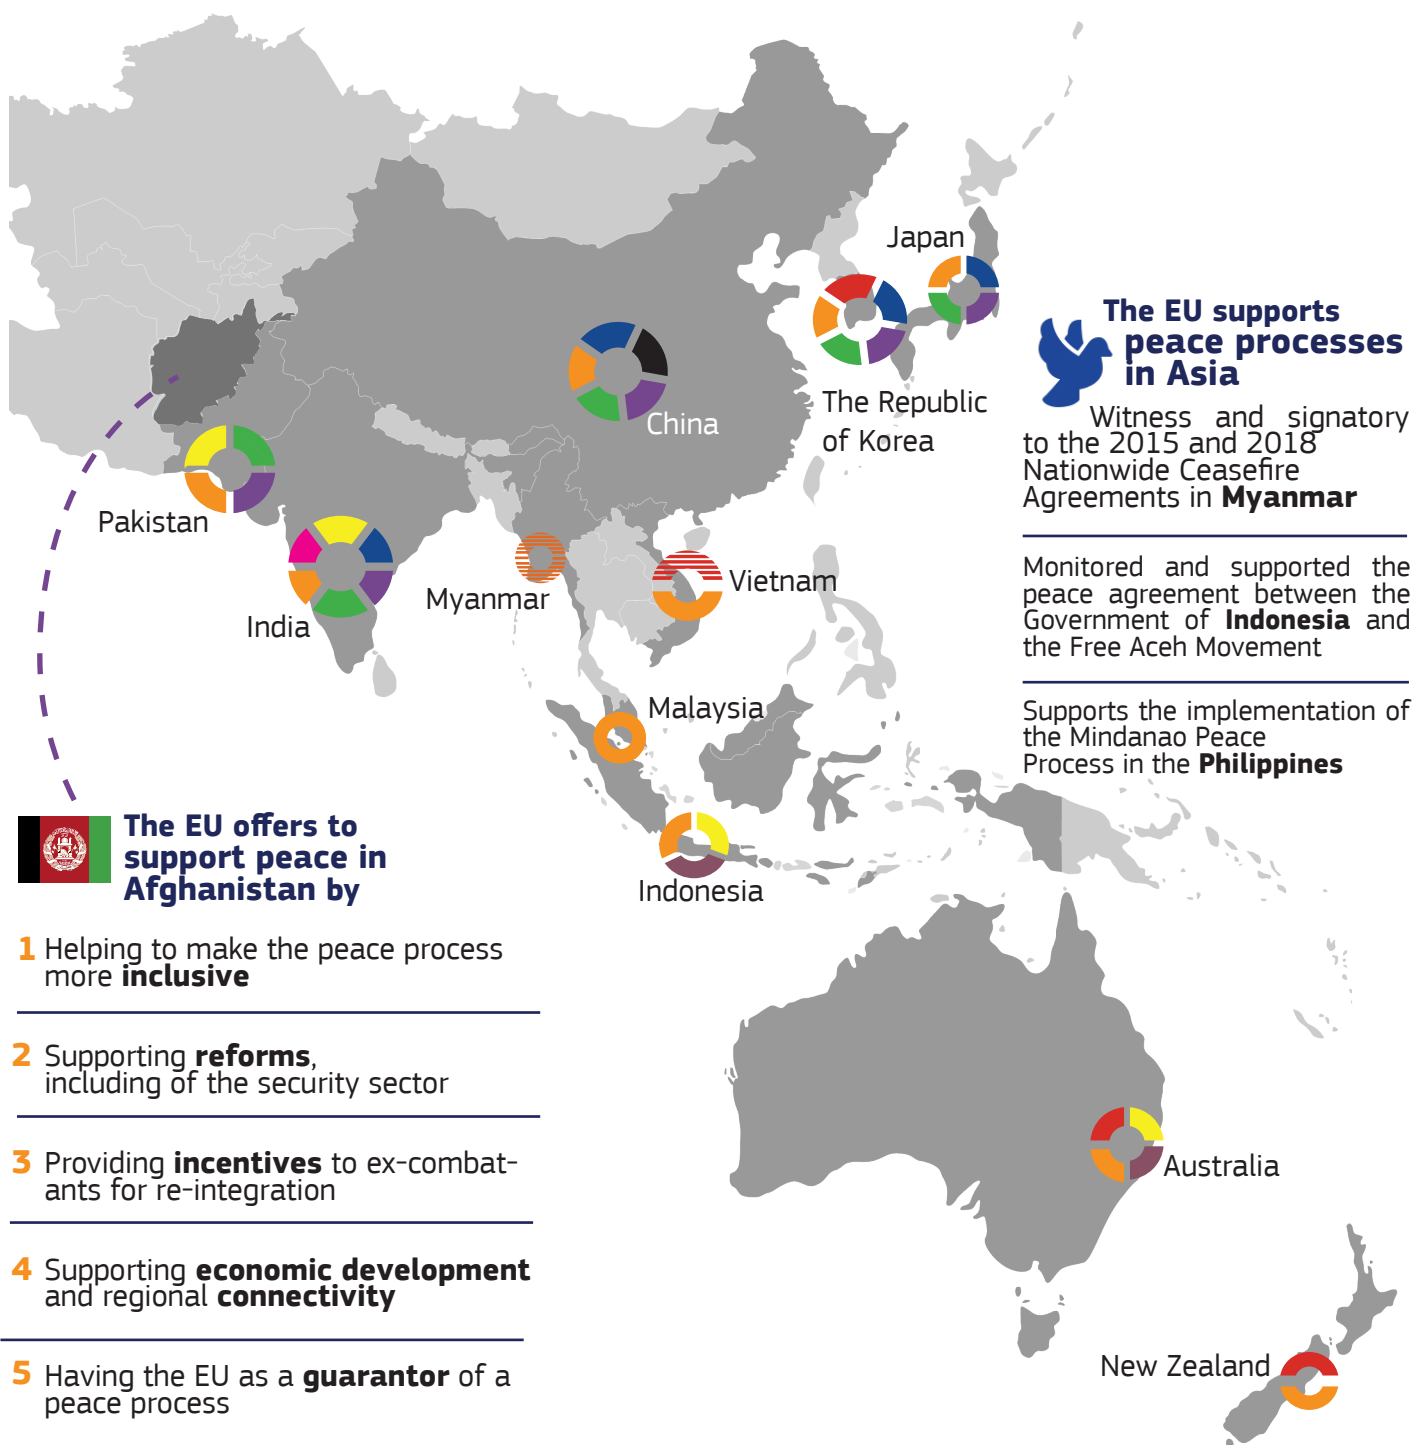 Japan
The Republic
of Korea
China
Pakistan
India
Myanmar
Vietnam
Malaysia
Indonesia
Australia
New Zealand
The EU supports
peace processes
in Asia
Witness and signatory
to the 2015 and 2018
Nationwide Ceasefire
Agreements in Myanmar
Monitored and supported the
peace agreement between the
Government of Indonesia and
the Free Aceh Movement
Supports the implementation of
the Mindanao Peace
Process in the Philippines
The EU offers to
support peace in
Afghanistan by
1 Helping to make the peace process
more inclusive
2 Supporting reforms,
including of the security sector
3 Providing incentives to ex-combat-
ants for re-integration
4 Supporting economic development
and regional connectivity
5 Having the EU as a guarantor of a
peace process